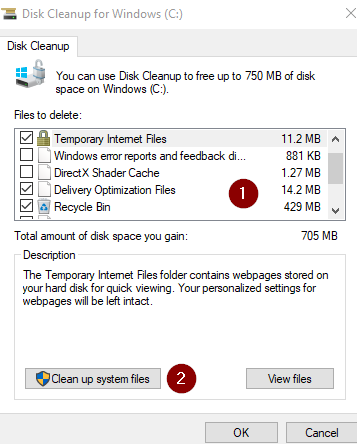 Disk Cleanup for Windows (C:)
Disk Cleanup
You can use Disk Cleanup to free up to 750 MB of disk
space on Windows (C:).
Files to delete:
Temporary Internet Files 11.2 MB
Windows error reports and feedback di... 881 KB
DirectX Shader Cache 1.27 MB
Delivery Optimization Files 14.2 MB
Recycle Bin 429 MB
1
Total amount of disk space you gain: 705 MB
Description
The Temporary Internet Files folder contains webpages stored on
your hard disk for quick viewing. Your personalized settings for
webpages will be left intact.
Clean up system files 2 View files
OK Cancel